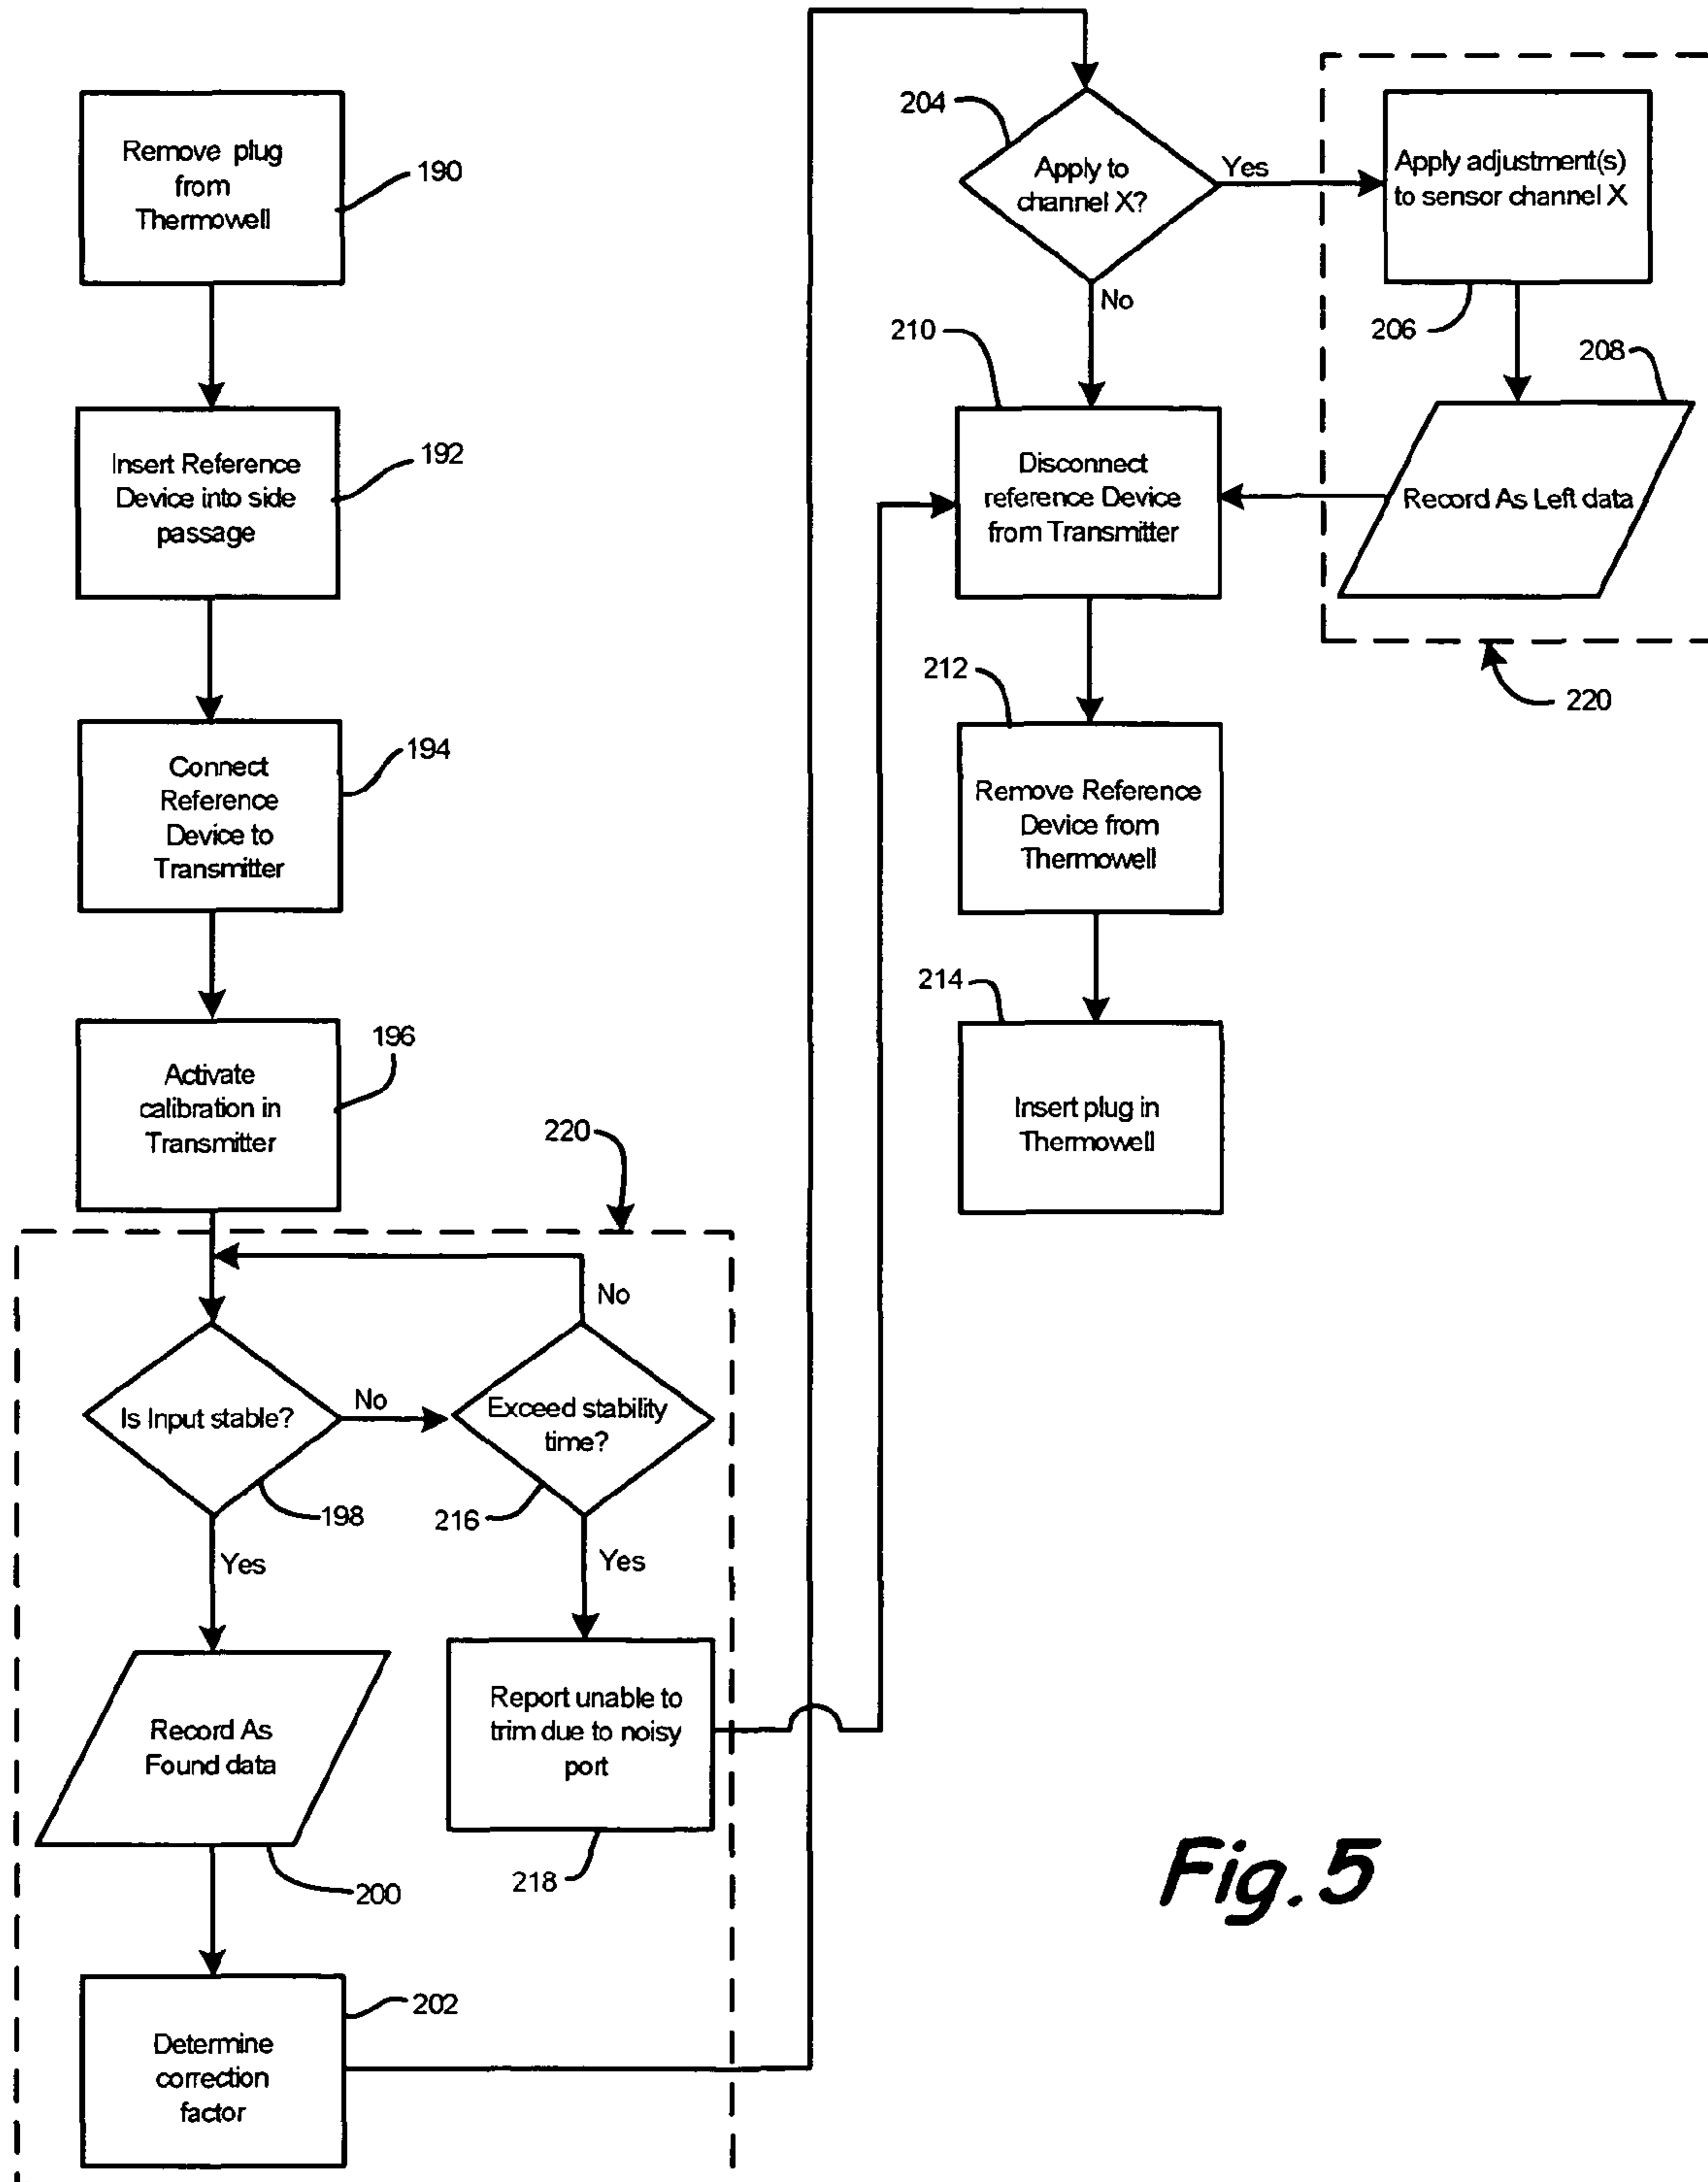 Remove plug
from
Thermowell
190
Insert Reference
Device into side
passage
192
Connect
Reference
Device to
Transmitter
194
Activate
calibration in
Transmitter
196
220
No
Is Input stable?
No
Exceed stability
time?
198
216
Yes
Yes
Record As
Found data
Report unable to
trim due to noisy
port
200
218
Determine
correction
factor
202
204
Apply to
channel X?
Yes
Apply adjustment(s)
to sensor channel X
No
206
208
210
Disconnect
reference Device
from Transmitter
Record As Left data
220
212
Remove Reference
Device from
Thermowell
214
Insert plug in
Thermowell
Fig. 5